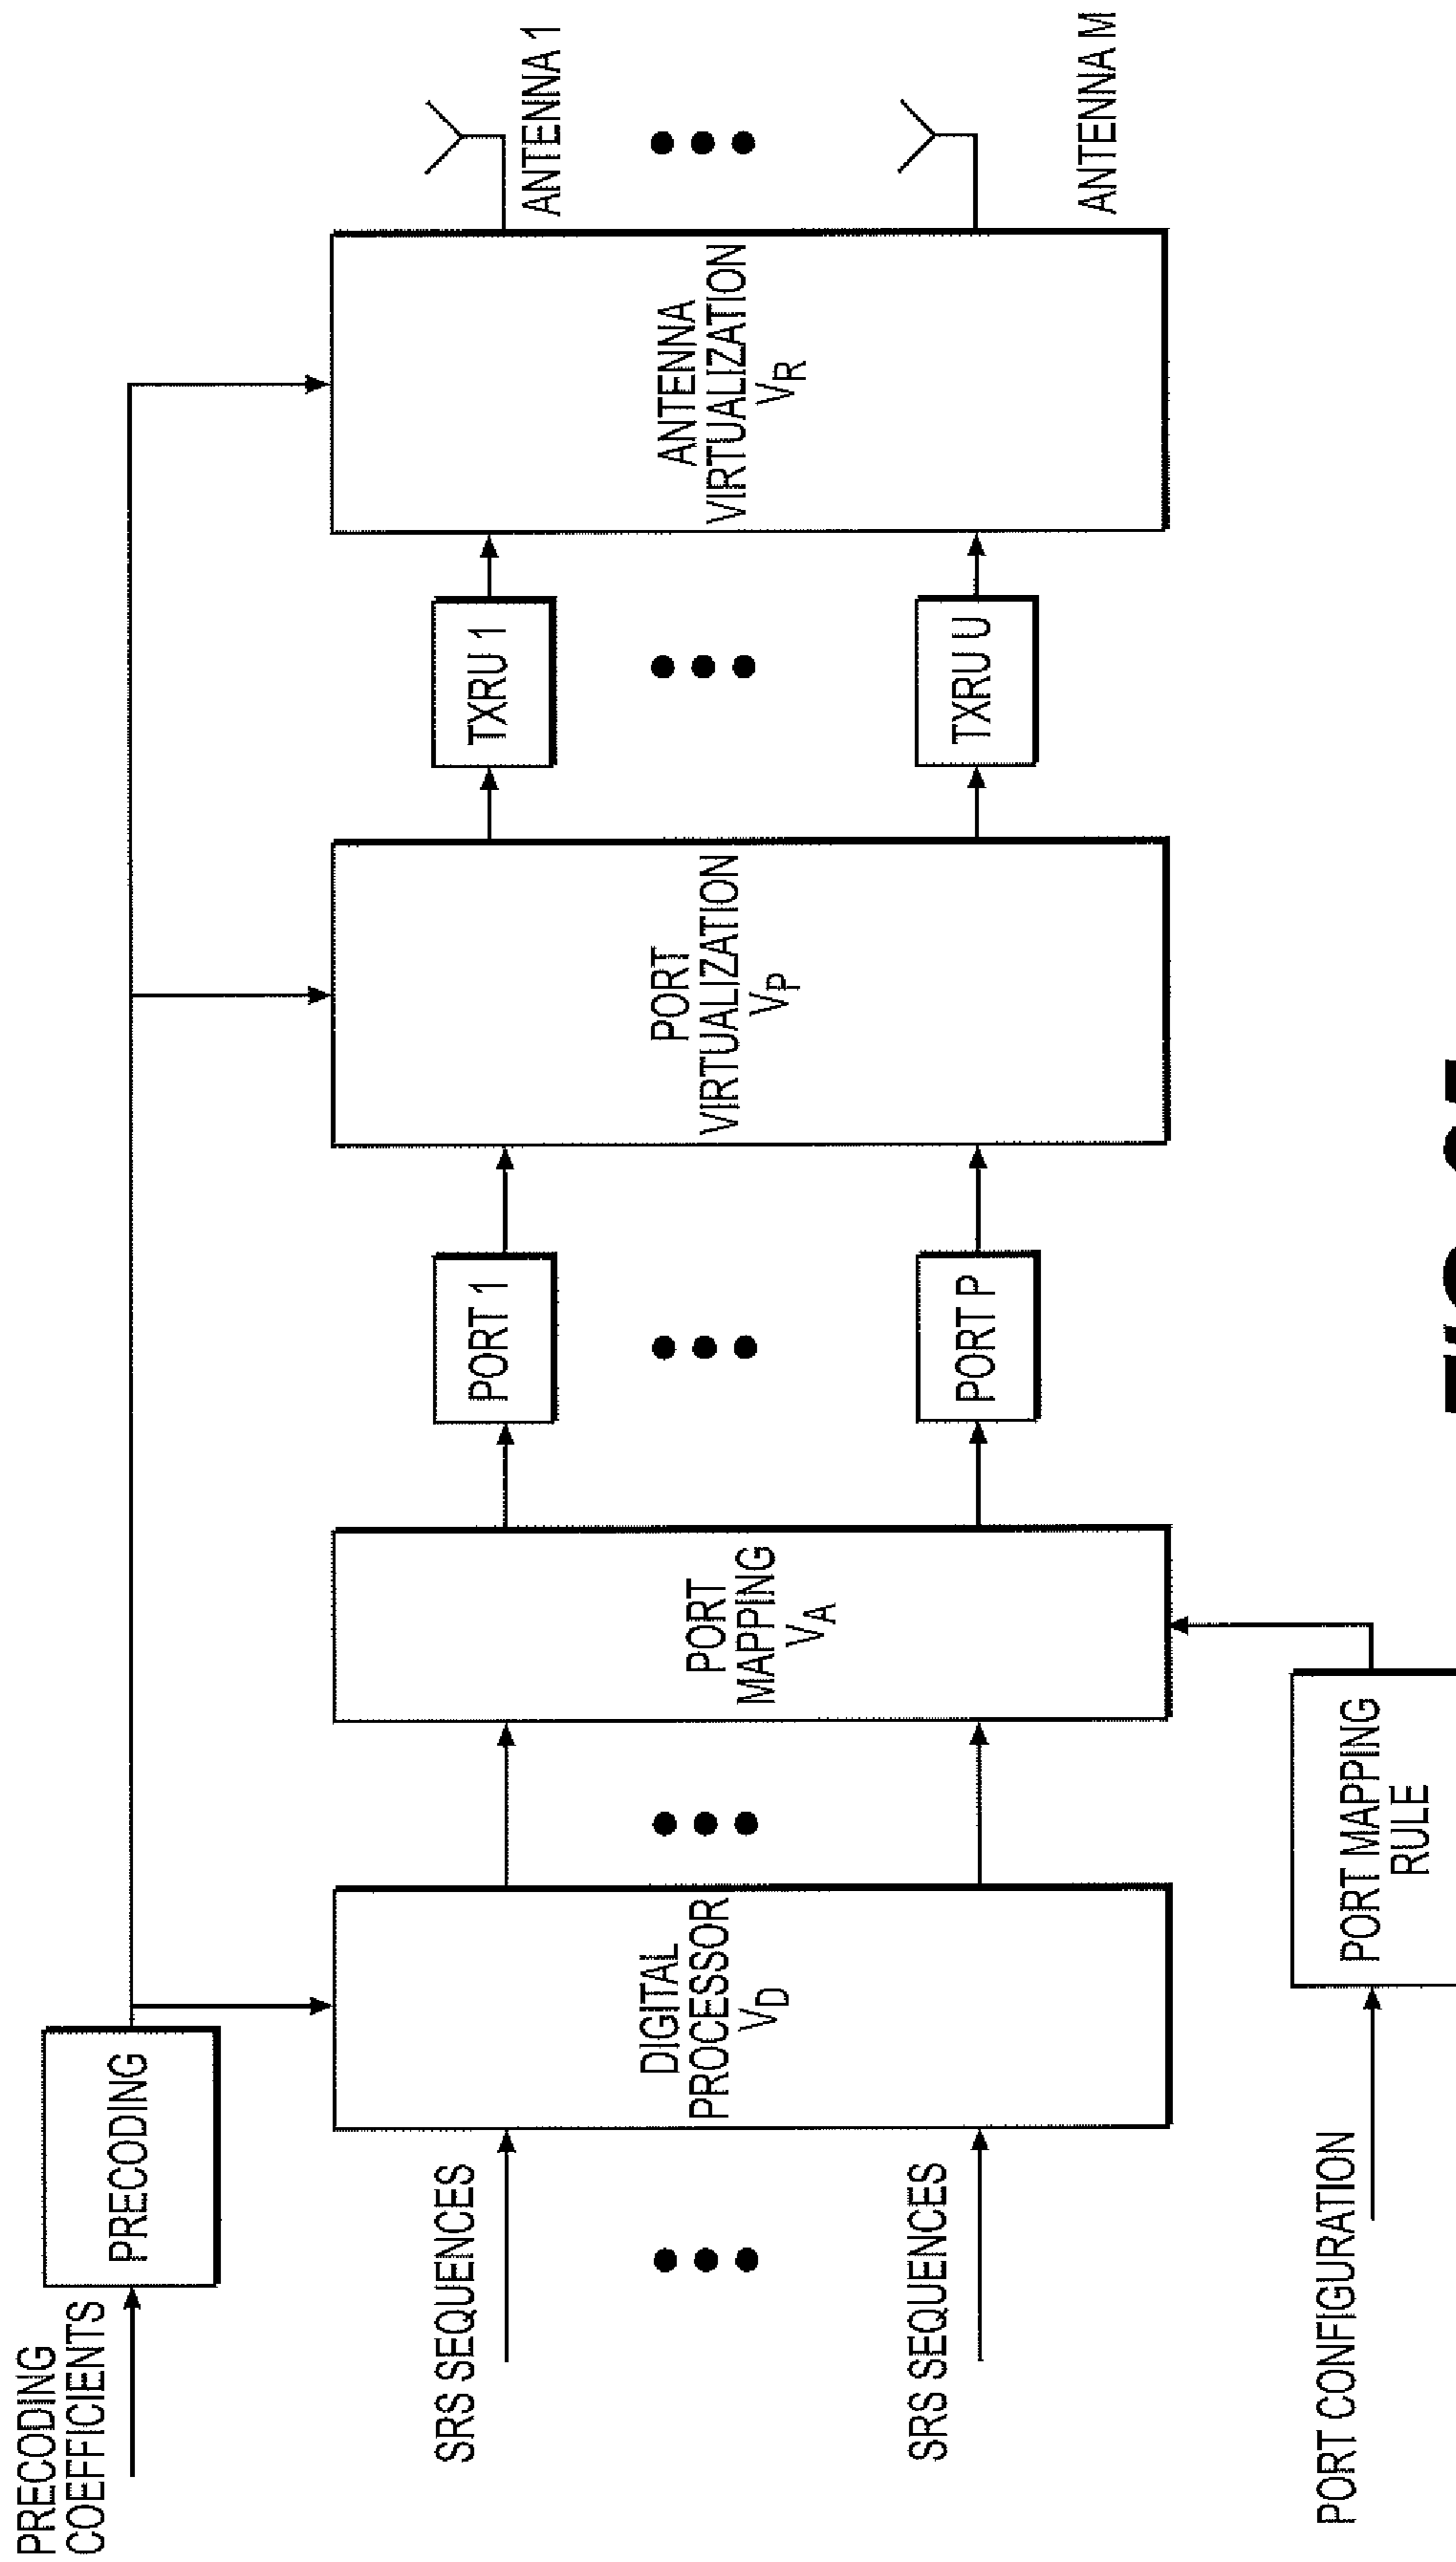 PRECODING
COEFFICIENTS
PRECODING
SRS SEQUENCES
SRS SEQUENCES
DIGITAL
PROCESSOR
VD
PORT
MAPPING
VA
PORT 1
PORT P
PORT
VIRTUALIZATION
VP
TXRU 1
TXRU U
ANTENNA
VIRTUALIZATION
VR
ANTENNA 1
ANTENNA M
PORT CONFIGURATION
PORT MAPPING
RULE